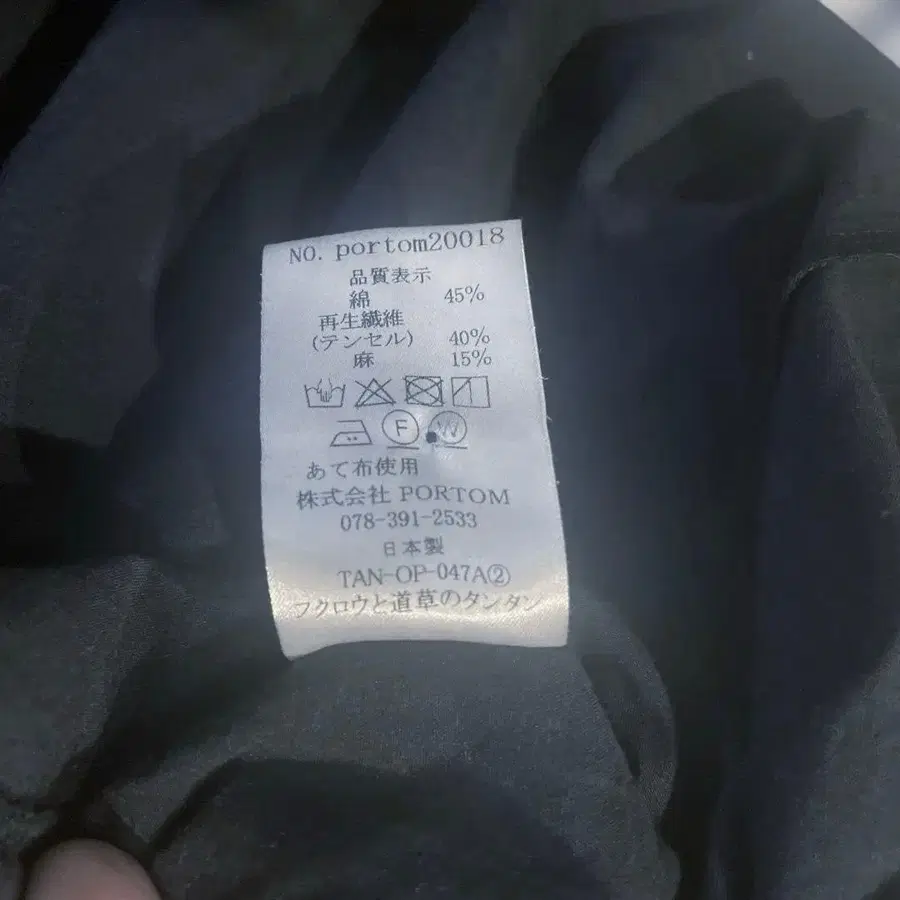 NO. portom20018
品質表示
綿 45%
再生繊維
(テンセル) 40%
麻 15%
F W
あて布使用
株式会社 PORTOM
078-391-2533
日本製
TAN-OP-047A②
フクロウと道草のタンタン